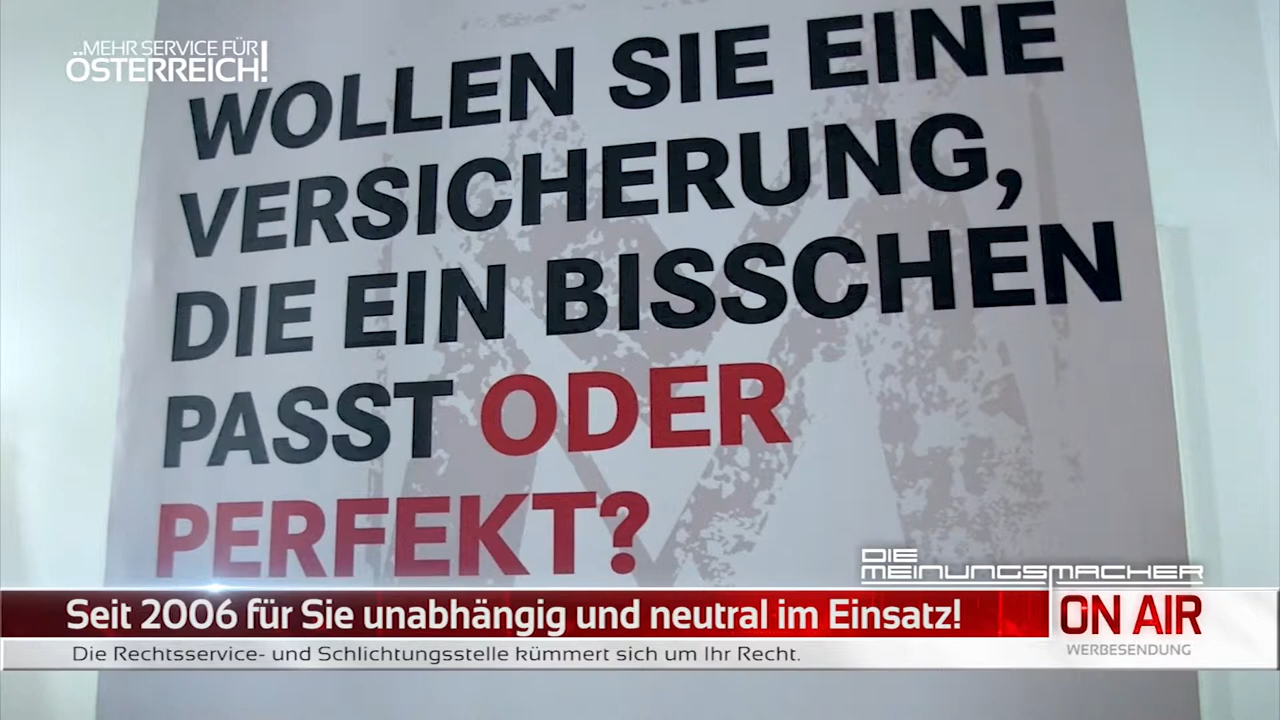 MEHR SERVICE FÜR
ÖSTERREICH!
WOLLEN SIE EINE
VERSICHERUNG,
DIE EIN BISSCHEN
PASST ODER
PERFEKT?
DIE
MEINUNGSMACHER
Seit 2006 für Sie unabhängig und neutral im Einsatz!
ON AIR
Die Rechtsservice- und Schlichtungsstelle kümmert sich um Ihr Recht.
WERBESENDUNG